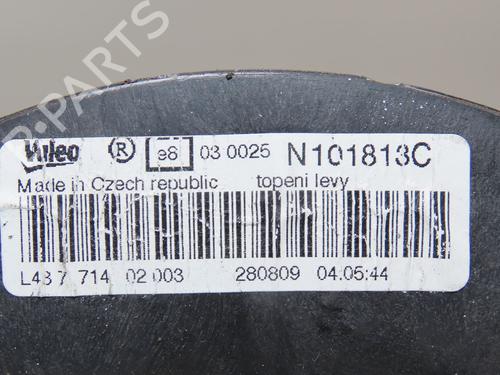 Valeo ® e8 03 0025 N101813C
Made in Czech republic topeni levy
L43 7 714 02 003 280809 04:05:44
B-PARTS